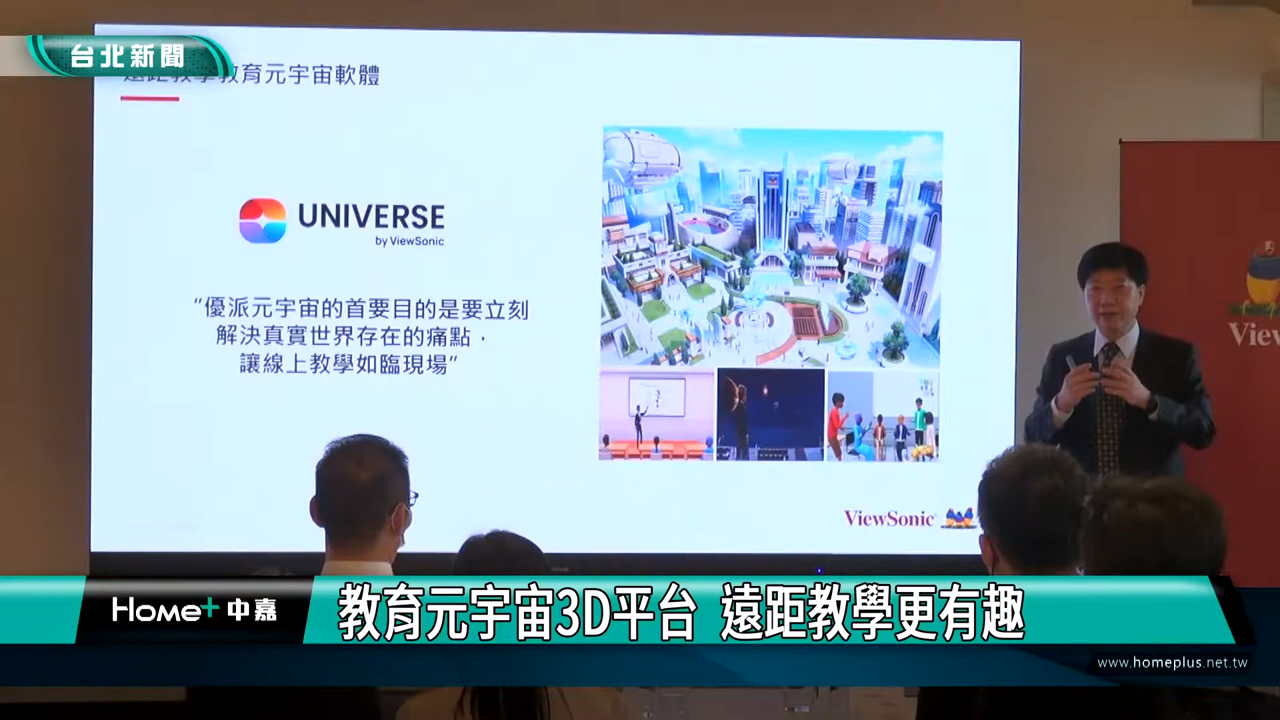 台北新聞
遠距教學教育元宇宙軟體
UNIVERSE
by ViewSonic
“優派元宇宙的首要目的是要立刻
解決真實世界存在的痛點，
讓線上教學如臨現場”
View
ViewSonic
Home+中嘉
教育元宇宙3D平台 遠距教學更有趣
www.homeplus.net.tw